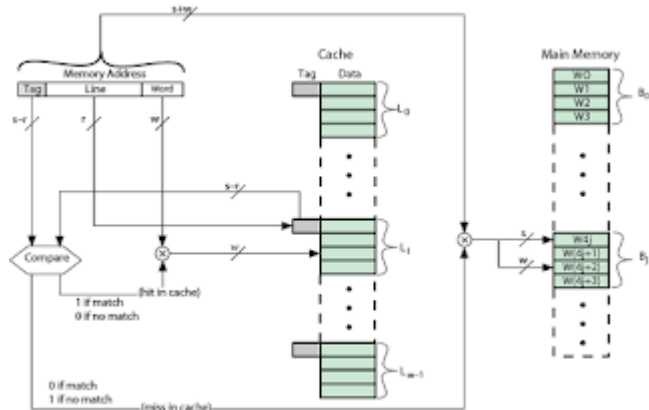 s+w
Cache
Main Memory
Memory Address
Tag Data
Tag Line Word
W0
W1
W2
W3
B0
L0
s–r r w
s–r
W4j
W(4j+1)
W(4j+2)
W(4j+3)
Bj
Li
s
w
w
Compare
(hit in cache)
1 if match
0 if no match
0 if match
1 if no match
(miss in cache)
Lm–1